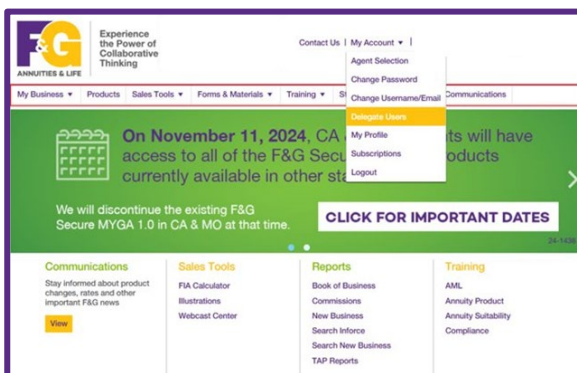 F&G
ANNUITIES & LIFE
Experience
the Power of
Collaborative
Thinking
Contact Us | My Account ▼ |
Agent Selection
Change Password
Change Username/Email
Delegate Users
My Profile
Subscriptions
Logout
My Business ▼ Products Sales Tools ▼ Forms & Materials ▼ Training ▼ Communications
On November 11, 2024, CA will have
access to all of the F&G roducts
currently available in other
We will discontinue the existing F&G
Secure MYGA 1.0 in CA & MO at that time.
CLICK FOR IMPORTANT DATES
Communications
Stay informed about product
changes, rates and other
important F&G news
View
Sales Tools
FIA Calculator
Illustrations
Webcast Center
Reports
Book of Business
Commissions
New Business
Search Inforce
Search New Business
TAP Reports
Training
AML
Annuity Product
Annuity Suitability
Compliance